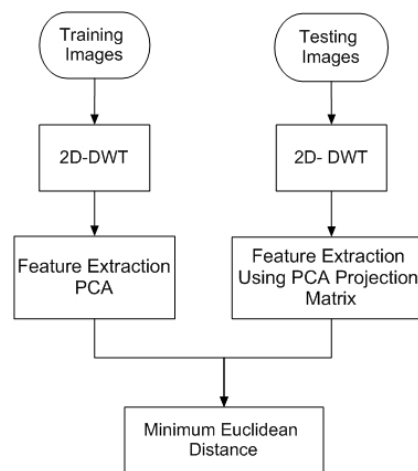 Training
Images
Testing
Images
2D-DWT
2D- DWT
Feature Extraction
PCA
Feature Extraction
Using PCA Projection
Matrix
Minimum Euclidean
Distance